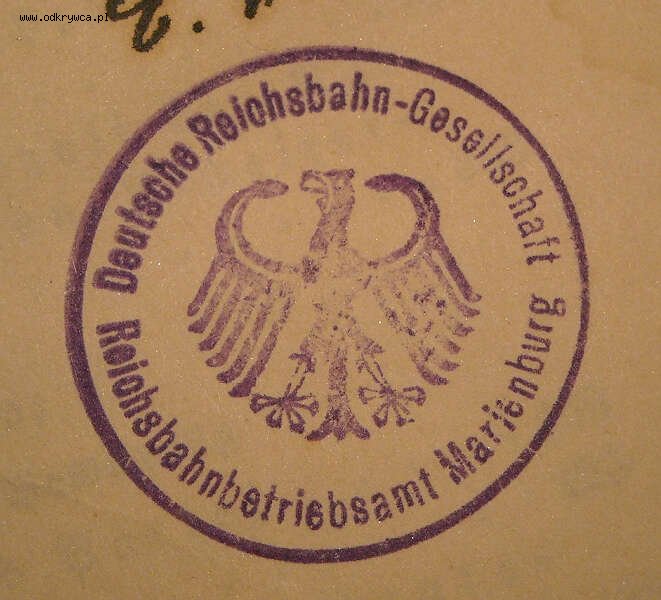 www.odkrywca.pl
Deutsche Reichsbahn-Gesellschaft
Reichsbahnbetriebsamt Marienburg